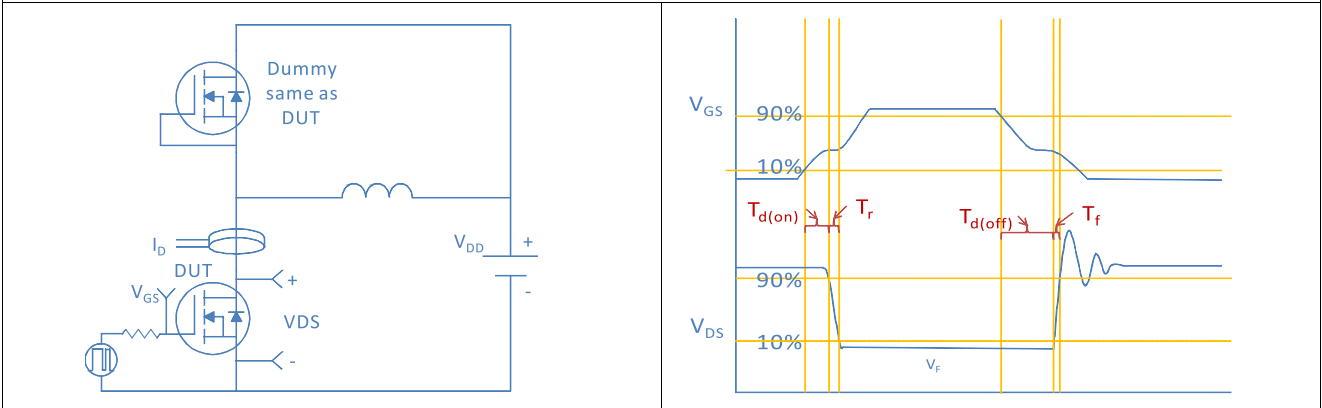 Dummy
same as
DUT
I_D
DUT
V_GS
+
VDS
-
V_DD
+
-
V_GS
90%
10%
T_d(on)
T_r
T_d(off)
T_f
90%
V_DS
10%
V_F